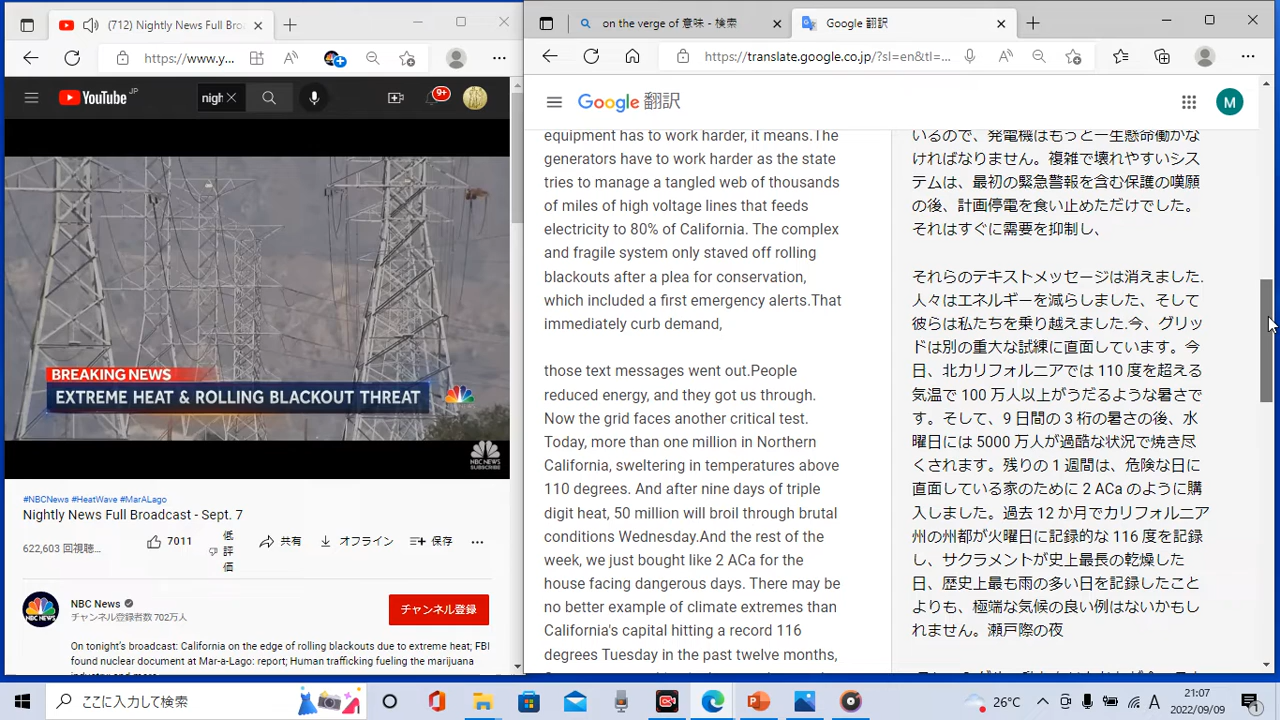 (712) Nightly News Full Broa
https://www.y...
YouTube JP
nigh
9+
BREAKING NEWS
EXTREME HEAT & ROLLING BLACKOUT THREAT
NBC NEWS
SUBSCRIBE
#NBCNews #HeatWave #MarALago
Nightly News Full Broadcast - Sept. 7
622,603 回視聴...
7011
低評価
共有
オフライン
保存
NBC News
チャンネル登録者数 702万人
チャンネル登録
On tonight's broadcast: California on the edge of rolling blackouts due to extreme heat; FBI
found nuclear document at Mar-a-Lago: report; Human trafficking fueling the marijuana
on the verge of 意味 - 検索
Google 翻訳
https://translate.google.co.jp/?sl=en&tl=...
Google 翻訳
M
equipment has to work harder, it means.The
generators have to work harder as the state
tries to manage a tangled web of thousands
of miles of high voltage lines that feeds
electricity to 80% of California. The complex
and fragile system only staved off rolling
blackouts after a plea for conservation,
which included a first emergency alerts.That
immediately curb demand,
those text messages went out.People
reduced energy, and they got us through.
Now the grid faces another critical test.
Today, more than one million in Northern
California, sweltering in temperatures above
110 degrees. And after nine days of triple
digit heat, 50 million will broil through brutal
conditions Wednesday.And the rest of the
week, we just bought like 2 ACa for the
house facing dangerous days. There may be
no better example of climate extremes than
California's capital hitting a record 116
degrees Tuesday in the past twelve months,
いるので、発電機はもっと一生懸命働かな
ければなりません。複雑で壊れやすいシス
テムは、最初の緊急警報を含む保護の嘆願
の後、計画停電を食い止めただけでした。
それはすぐに需要を抑制し、
それらのテキストメッセージは消えました.
人々はエネルギーを減らしました、そして
彼らは私たちを乗り越えました.今、グリッ
ドは別の重大な試練に直面しています。今
日、北カリフォルニアでは 110 度を超える
気温で 100 万人以上がうだるような暑さで
す。そして、9 日間の 3 桁の暑さの後、水
曜日には 5000 万人が過酷な状況で焼き尽
くされます。残りの 1 週間は、危険な日に
直面している家のために 2 ACa のように購
入しました。過去 12 か月でカリフォルニア
州の州都が火曜日に記録的な 116 度を記録
し、サクラメントが史上最長の乾燥した
日、歴史上最も雨の多い日を記録したこと
よりも、極端な気候の良い例はないかもし
れません。瀬戸際の夜
ここに入力して検索
26°C
A
21:07
2022/09/09
1